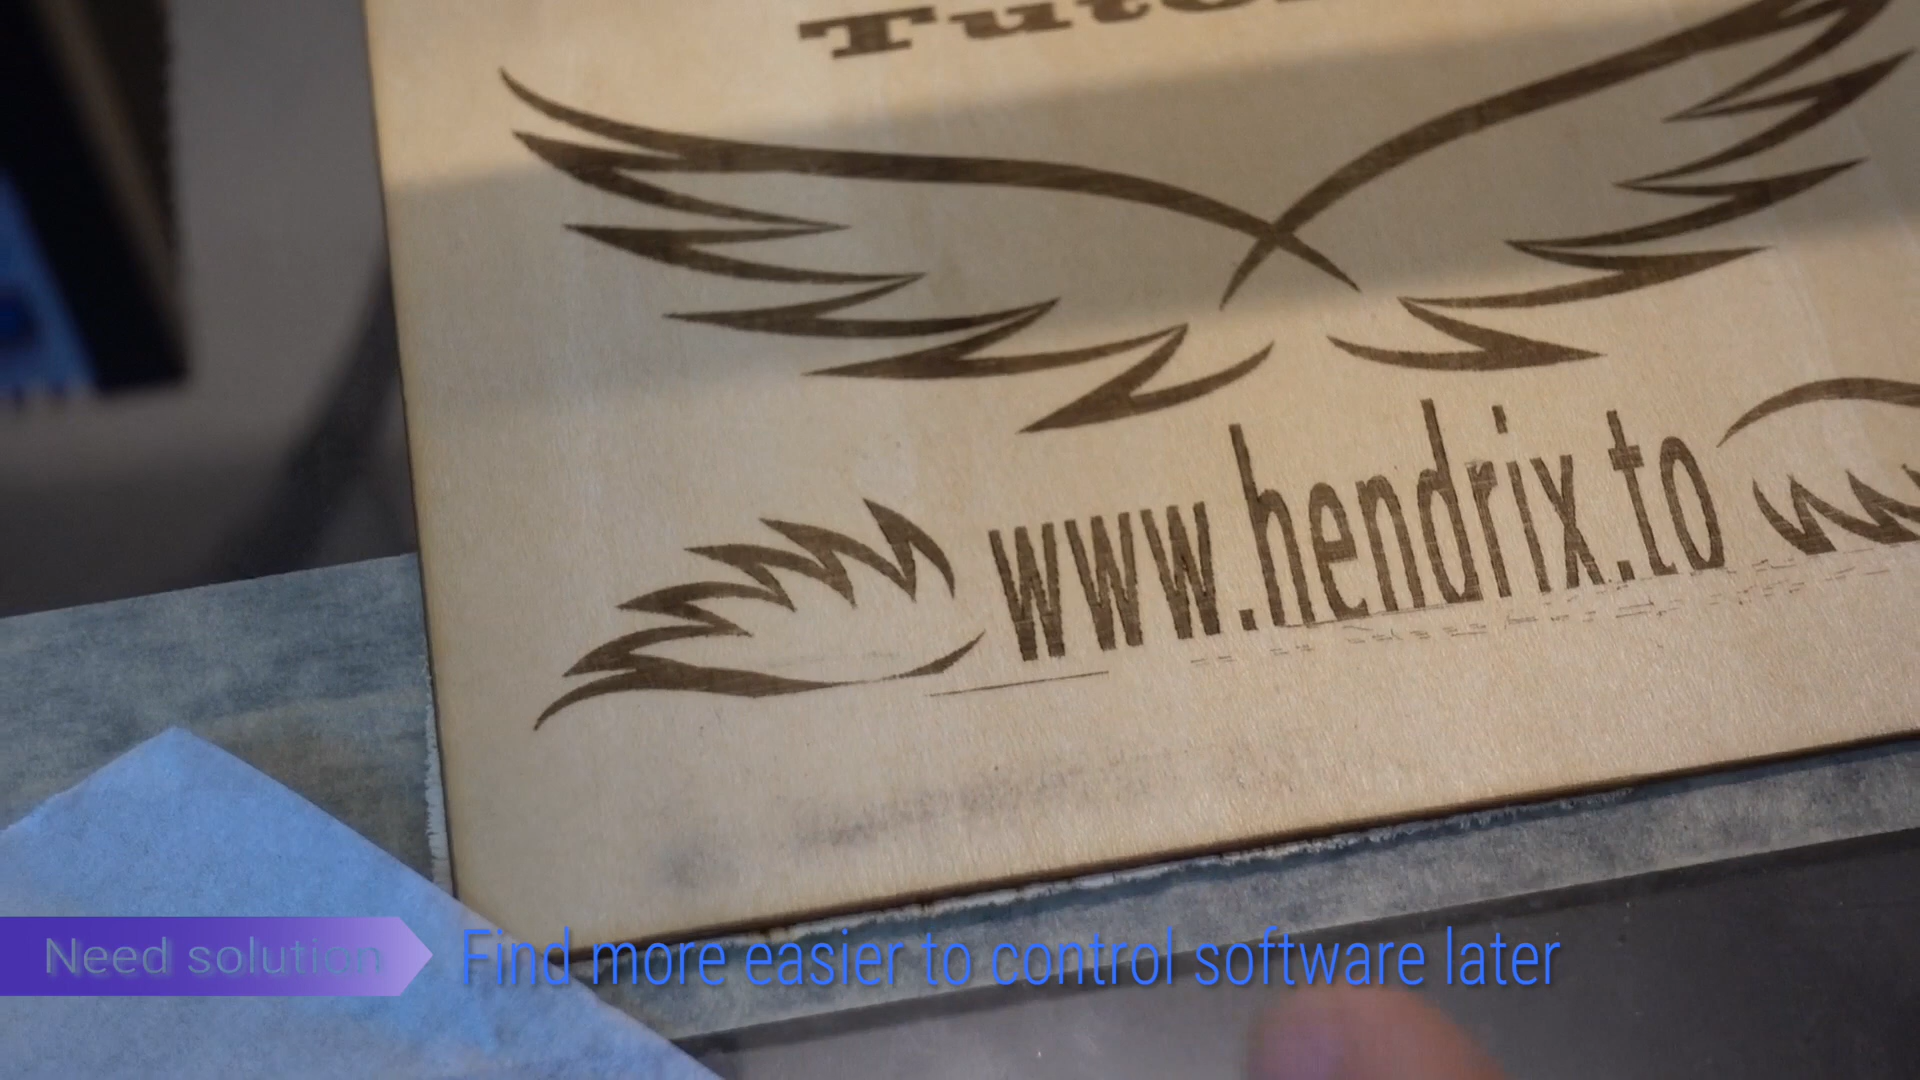 www.hendrix.to
Need solution
Find more easier to control software later